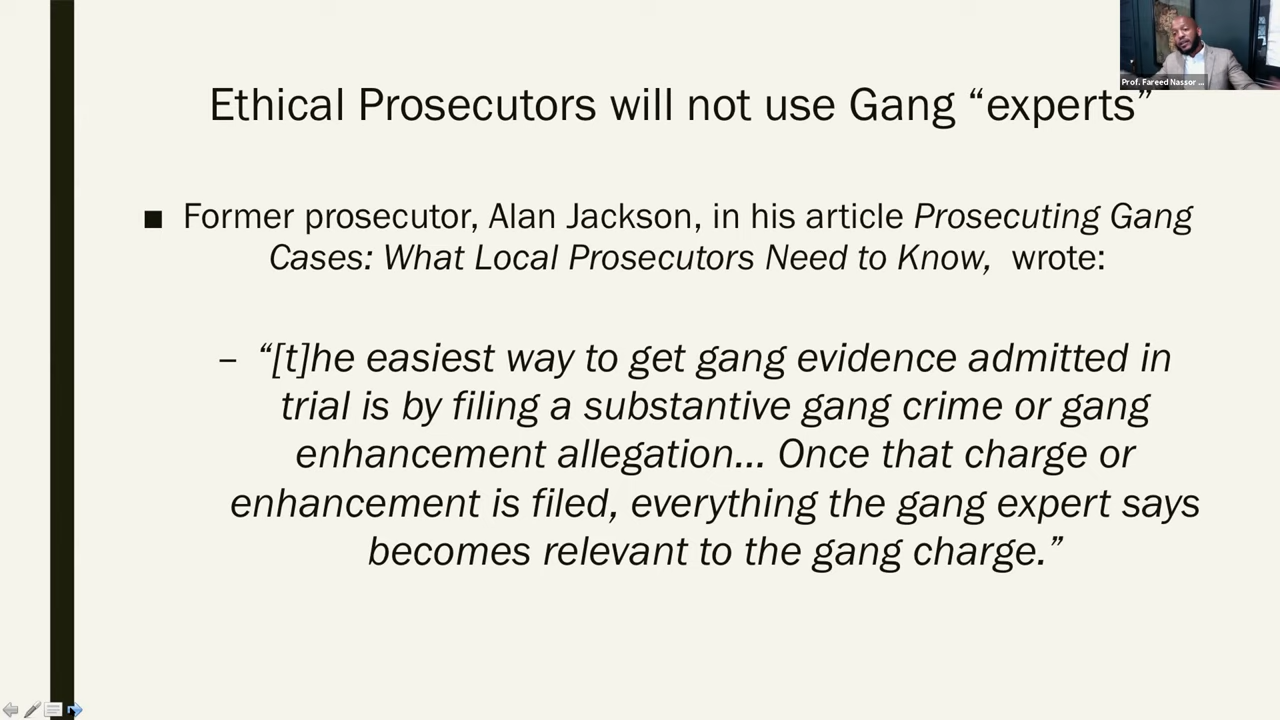 Prof. Fareed Nassor ...
Ethical Prosecutors will not use Gang “experts”
■ Former prosecutor, Alan Jackson, in his article Prosecuting Gang
Cases: What Local Prosecutors Need to Know, wrote:
– “[t]he easiest way to get gang evidence admitted in
trial is by filing a substantive gang crime or gang
enhancement allegation... Once that charge or
enhancement is filed, everything the gang expert says
becomes relevant to the gang charge.”